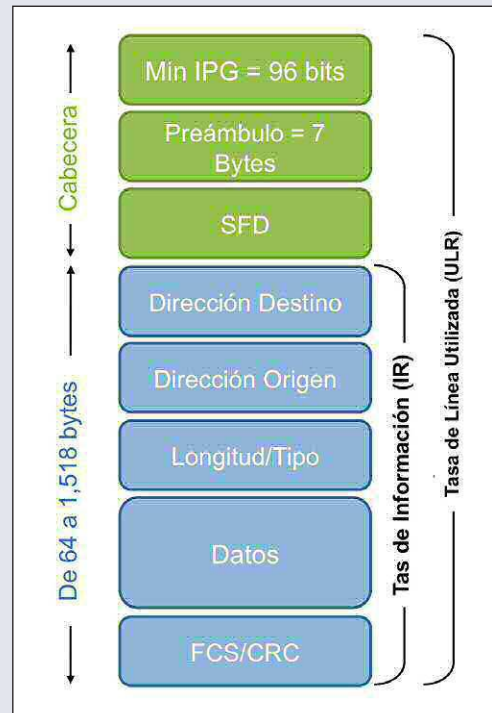 Min IPG = 96 bits
Preámbulo = 7
Bytes
SFD
Dirección Destino
Dirección Origen
Longitud/Tipo
Datos
FCS/CRC
Cabecera
De 64 a 1,518 bytes
Tas de Información (IR)
Tasa de Línea Utilizada (ULR)